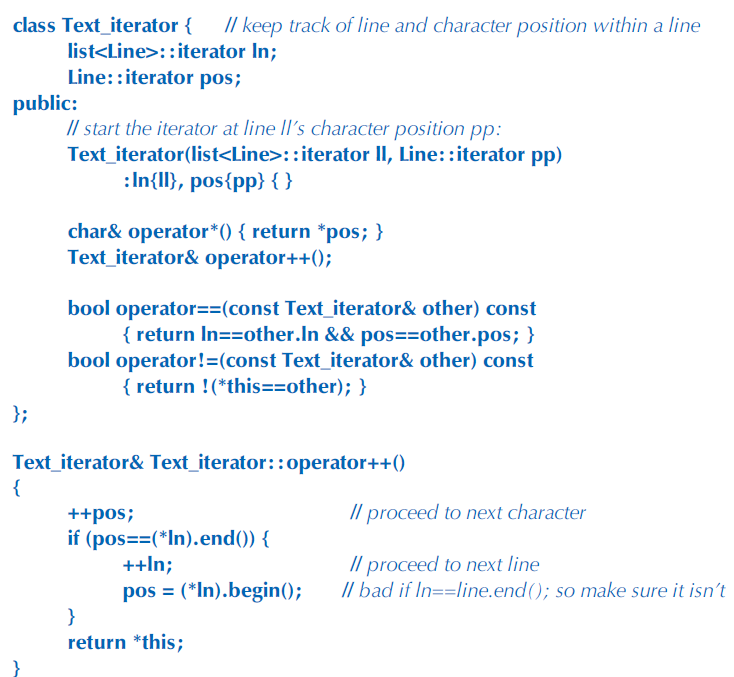 class Text_iterator { // keep track of line and character position within a line
list<Line>::iterator ln;
Line::iterator pos;
public:
// start the iterator at line ll's character position pp:
Text_iterator(list<Line>::iterator ll, Line::iterator pp)
:ln{ll}, pos{pp} { }
char& operator*() { return *pos; }
Text_iterator& operator++();
bool operator==(const Text_iterator& other) const
{ return ln==other.ln && pos==other.pos; }
bool operator!=(const Text_iterator& other) const
{ return !(*this==other); }
};
Text_iterator& Text_iterator::operator++()
{
++pos; // proceed to next character
if (pos==(*ln).end()) {
++ln; // proceed to next line
pos = (*ln).begin(); // bad if ln==line.end(); so make sure it isn't
}
return *this;
}